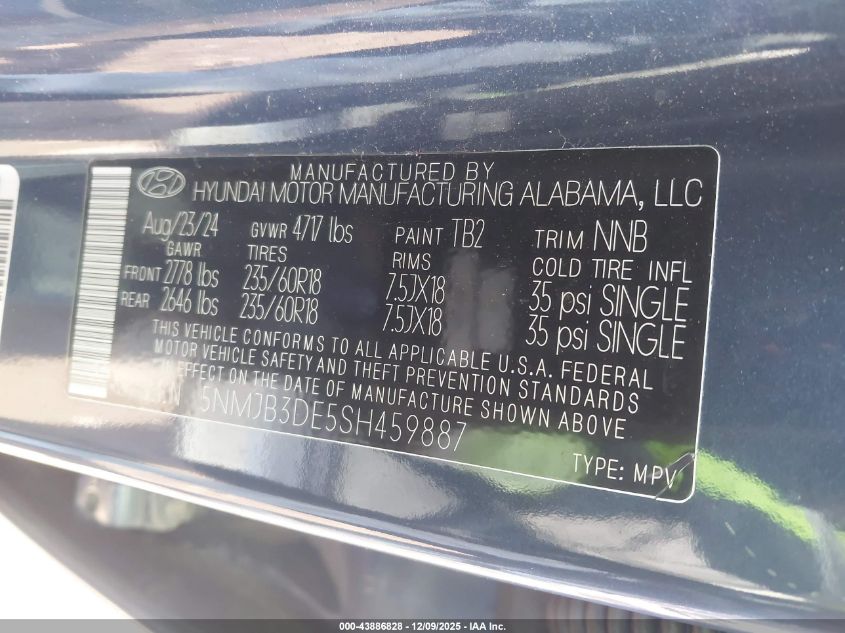 MANUFACTURED BY
HYUNDAI MOTOR MANUFACTURING ALABAMA, LLC
Aug/23/24 GVWR 4717 lbs PAINT TB2 TRIM NNB
GAWR TIRES RIMS COLD TIRE INFL
FRONT 2778 lbs 235/60R18 7.5JX18 35 psi SINGLE
REAR 2646 lbs 235/60R18 7.5JX18 35 psi SINGLE
THIS VEHICLE CONFORMS TO ALL APPLICABLE U.S.A. FEDERAL
MOTOR VEHICLE SAFETY AND THEFT PREVENTION STANDARDS
IN EFFECT ON THE DATE OF MANUFACTURE SHOWN ABOVE
5NMJB3DE5SH459887
TYPE: MPV
000-43886828 - 12/09/2025 - IAA Inc.